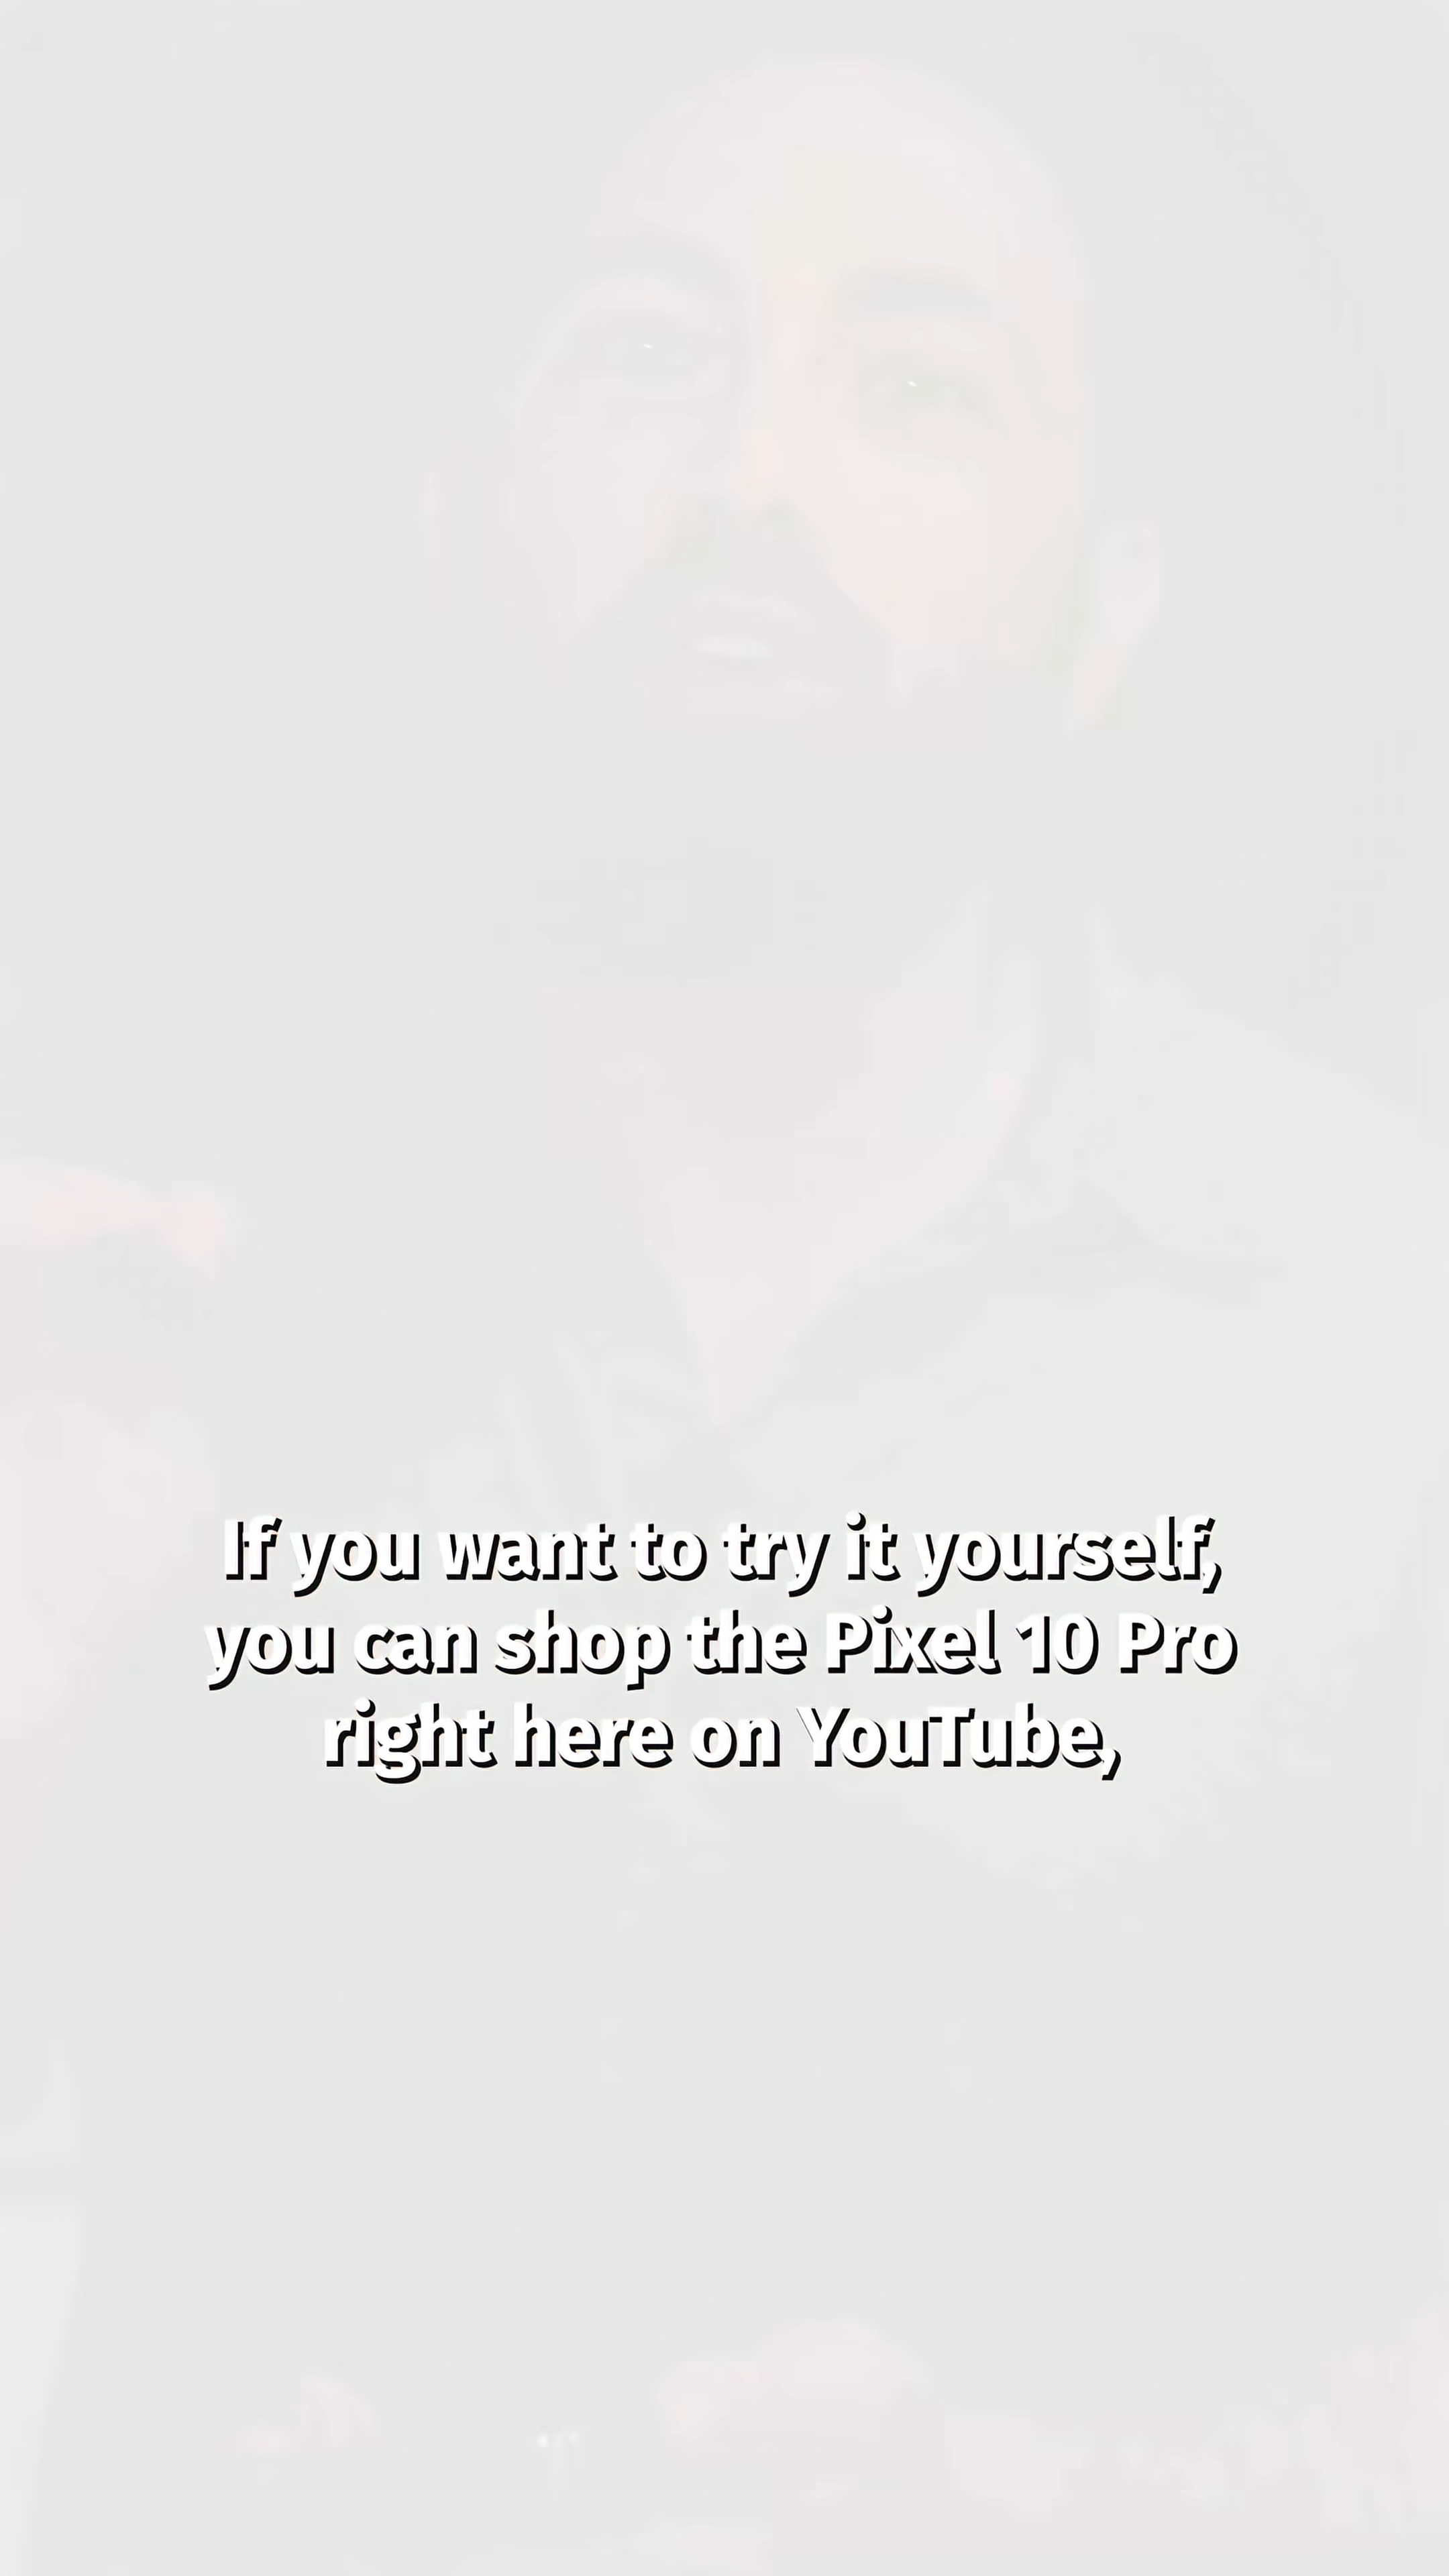 If you want to try it yourself,
you can shop the Pixel 10 Pro
right here on YouTube,